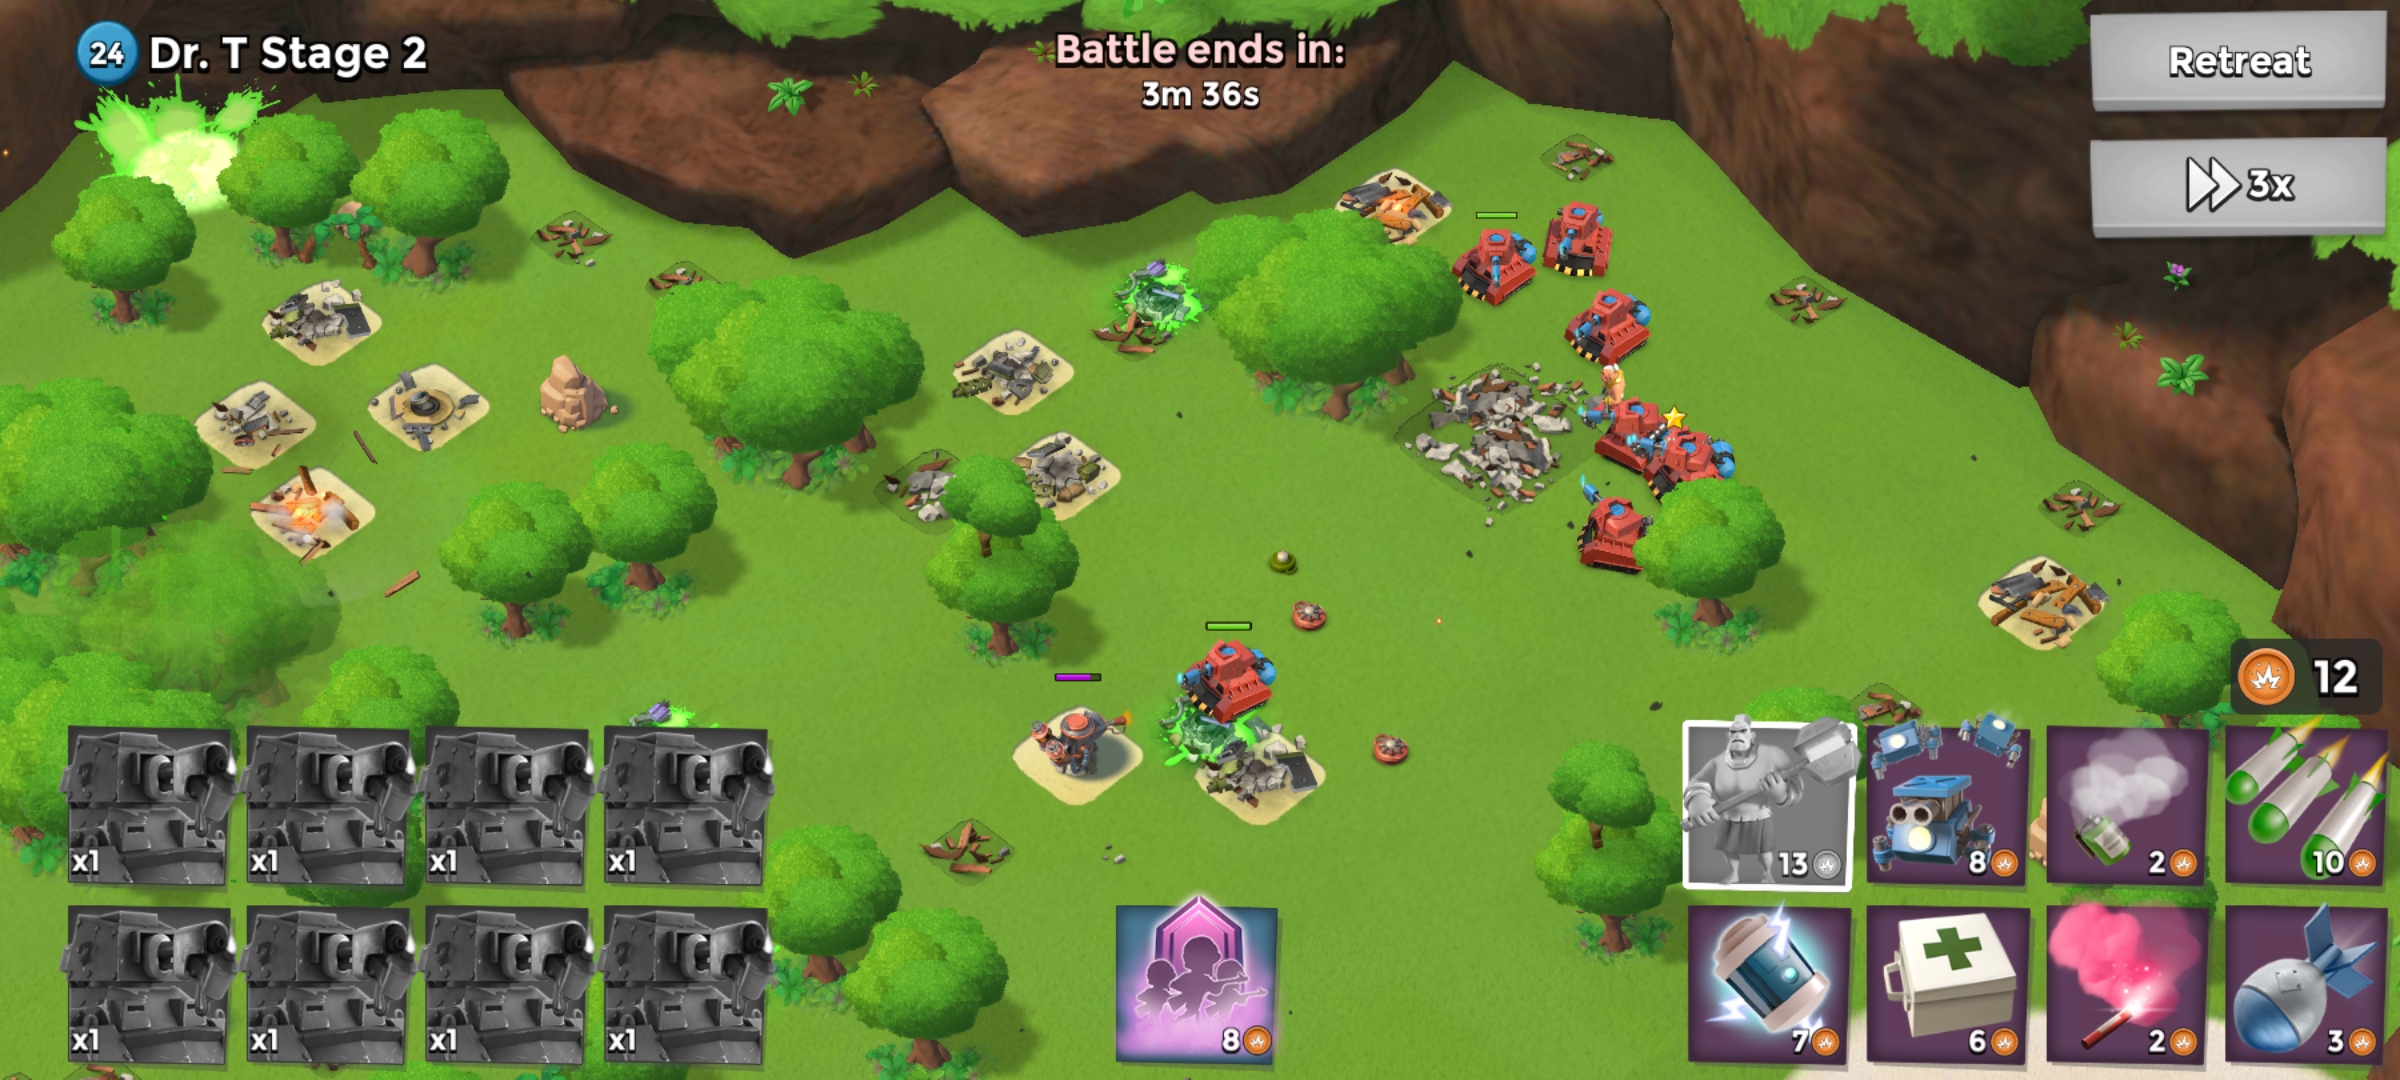 24 Dr. T Stage 2
Battle ends in:
3m 36s
Retreat
3x
12
x1 x1 x1 x1
13 8 2 10
x1 x1 x1 x1
8
7 6 2 3